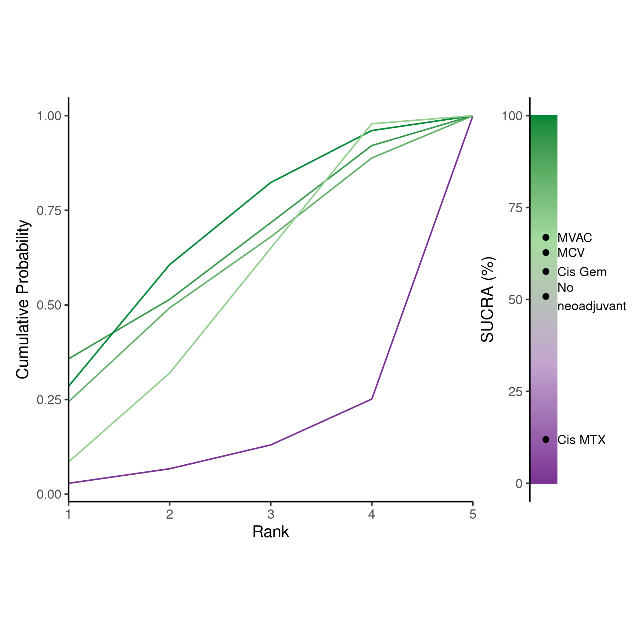 1.00
0.75
0.50
0.25
0.00
Cumulative Probability
1
2
3
4
5
Rank
SUCRA (%)
100
75
50
25
0
MVAC
MCV
Cis Gem
No
neoadjuvant
Cis MTX